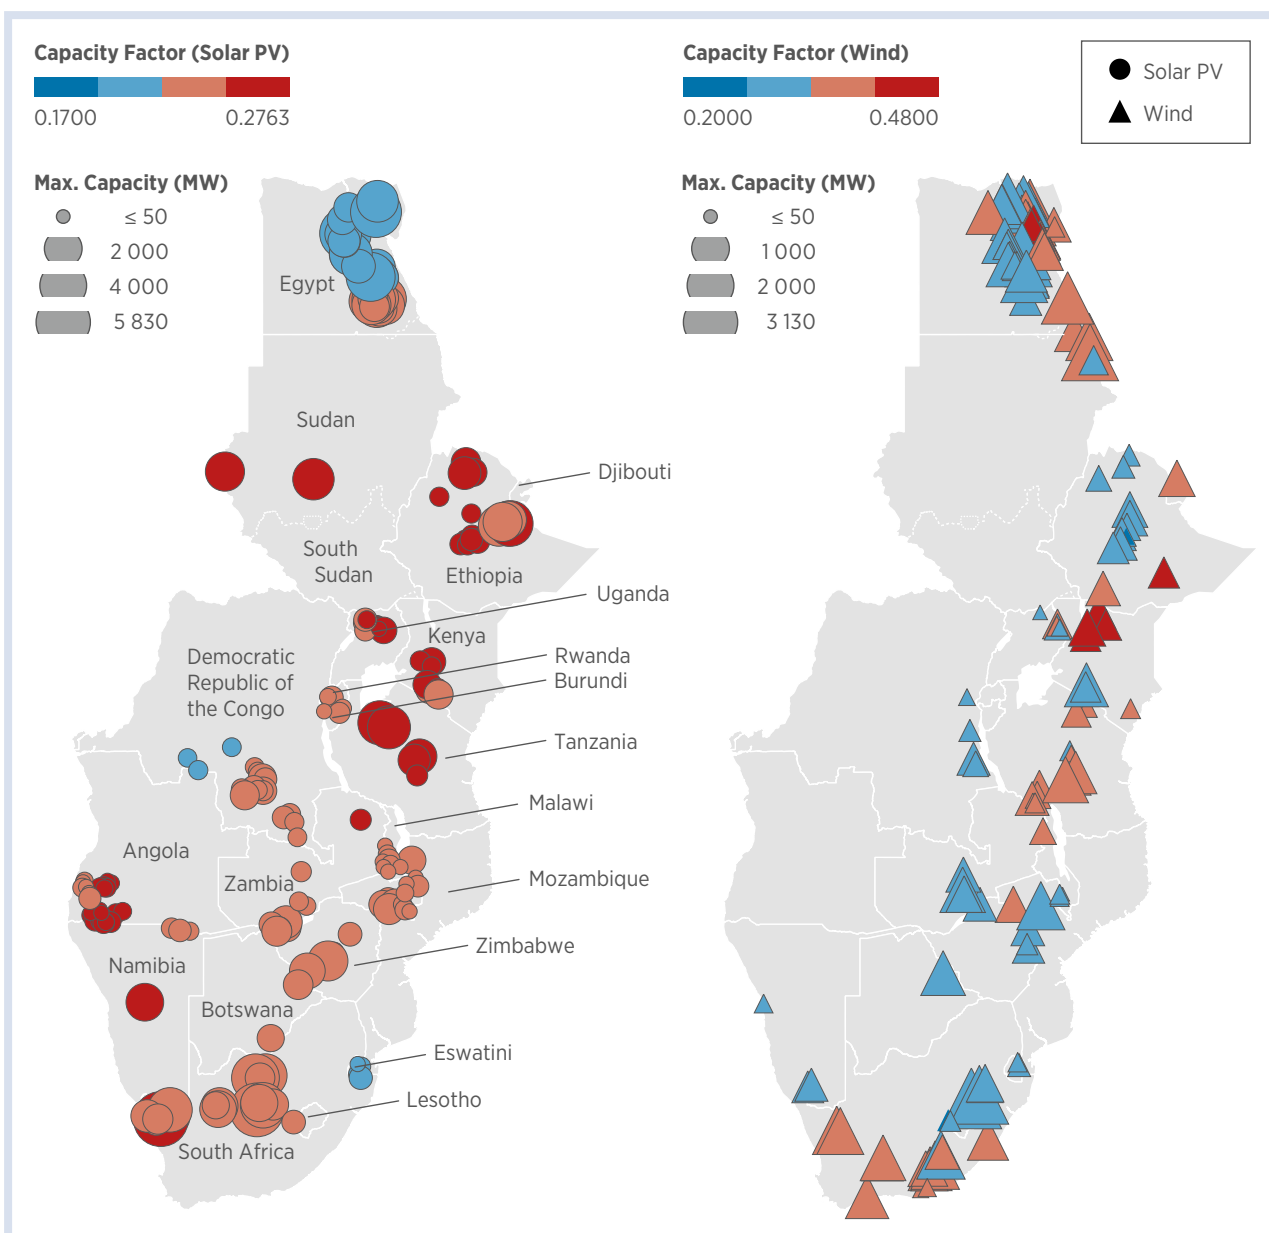 Capacity Factor (Solar PV)
0.1700 0.2763
Max. Capacity (MW)
≤ 50
2 000
4 000
5 830
Capacity Factor (Wind)
0.2000 0.4800
Max. Capacity (MW)
≤ 50
1 000
2 000
3 130
Solar PV
Wind
Egypt
Sudan
Djibouti
South
Sudan
Ethiopia
Uganda
Kenya
Democratic
Republic of
the Congo
Rwanda
Burundi
Tanzania
Malawi
Angola
Zambia
Mozambique
Zimbabwe
Namibia
Botswana
Eswatini
Lesotho
South Africa